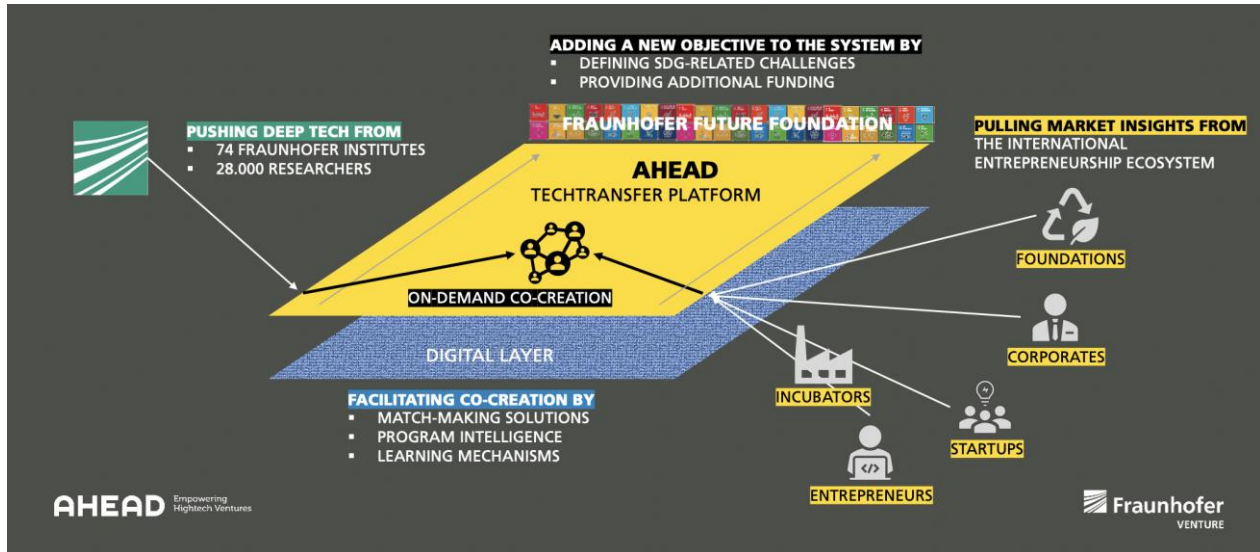 ADDING A NEW OBJECTIVE TO THE SYSTEM BY
▪ DEFINING SDG-RELATED CHALLENGES
▪ PROVIDING ADDITIONAL FUNDING
PUSHING DEEP TECH FROM
▪ 74 FRAUNHOFER INSTITUTES
▪ 28.000 RESEARCHERS
FRAUNHOFER FUTURE FOUNDATION
PULLING MARKET INSIGHTS FROM
THE INTERNATIONAL
ENTREPRENEURSHIP ECOSYSTEM
AHEAD
TECHTRANSFER PLATFORM
ON-DEMAND CO-CREATION
DIGITAL LAYER
FOUNDATIONS
CORPORATES
INCUBATORS
STARTUPS
</>
ENTREPRENEURS
FACILITATING CO-CREATION BY
▪ MATCH-MAKING SOLUTIONS
▪ PROGRAM INTELLIGENCE
▪ LEARNING MECHANISMS
AHEAD
Empowering
Hightech Ventures
Fraunhofer
VENTURE